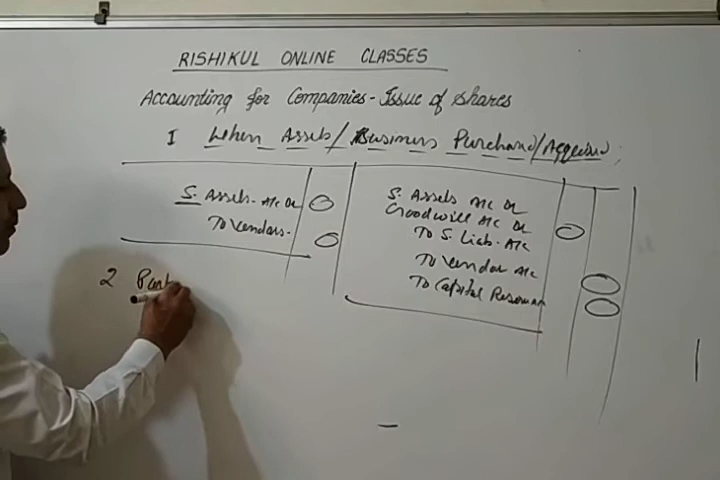 RISHIKUL ONLINE CLASSES
Accounting for Companies - Issue of shares
I When Assets/Business Purchased/Acquired;
S. Assets A/c Dr
To Vendors.
S. Assets A/c Dr
Goodwill A/c Dr
To S. Liab. A/c
To Vendor A/c
To Capital Reserve
2